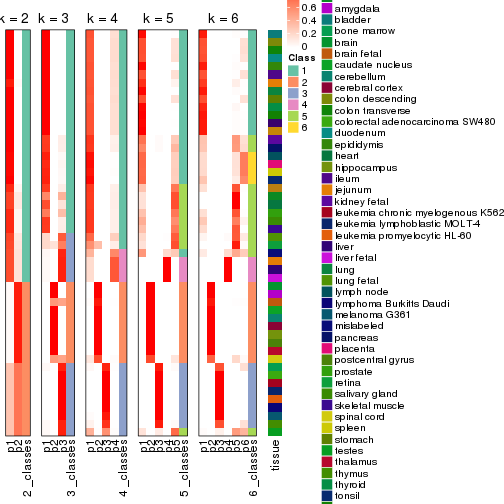 k = 2
k = 3
k = 4
k = 5
k = 6
0.6
0.4
0.2
0
Class
1
2
3
4
5
6
amygdala
bladder
bone marrow
brain
brain fetal
caudate nucleus
cerebellum
cerebral cortex
colon descending
colon transverse
colorectal adenocarcinoma SW480
duodenum
epididymis
heart
hippocampus
ileum
jejunum
kidney fetal
leukemia chronic myelogenous K562
leukemia lymphoblastic MOLT-4
leukemia promyelocytic HL-60
liver
liver fetal
lung
lung fetal
lymph node
lymphoma Burkitts Daudi
melanoma G361
mislabeled
pancreas
placenta
postcentral gyrus
prostate
retina
salivary gland
skeletal muscle
spinal cord
spleen
stomach
testes
thalamus
thymus
thyroid
tonsil
p1
p2
2_classes
p1
p2
p3
3_classes
p1
p2
p3
p4
4_classes
p1
p2
p3
p4
p5
5_classes
p1
p2
p3
p4
p5
p6
6_classes
tissue